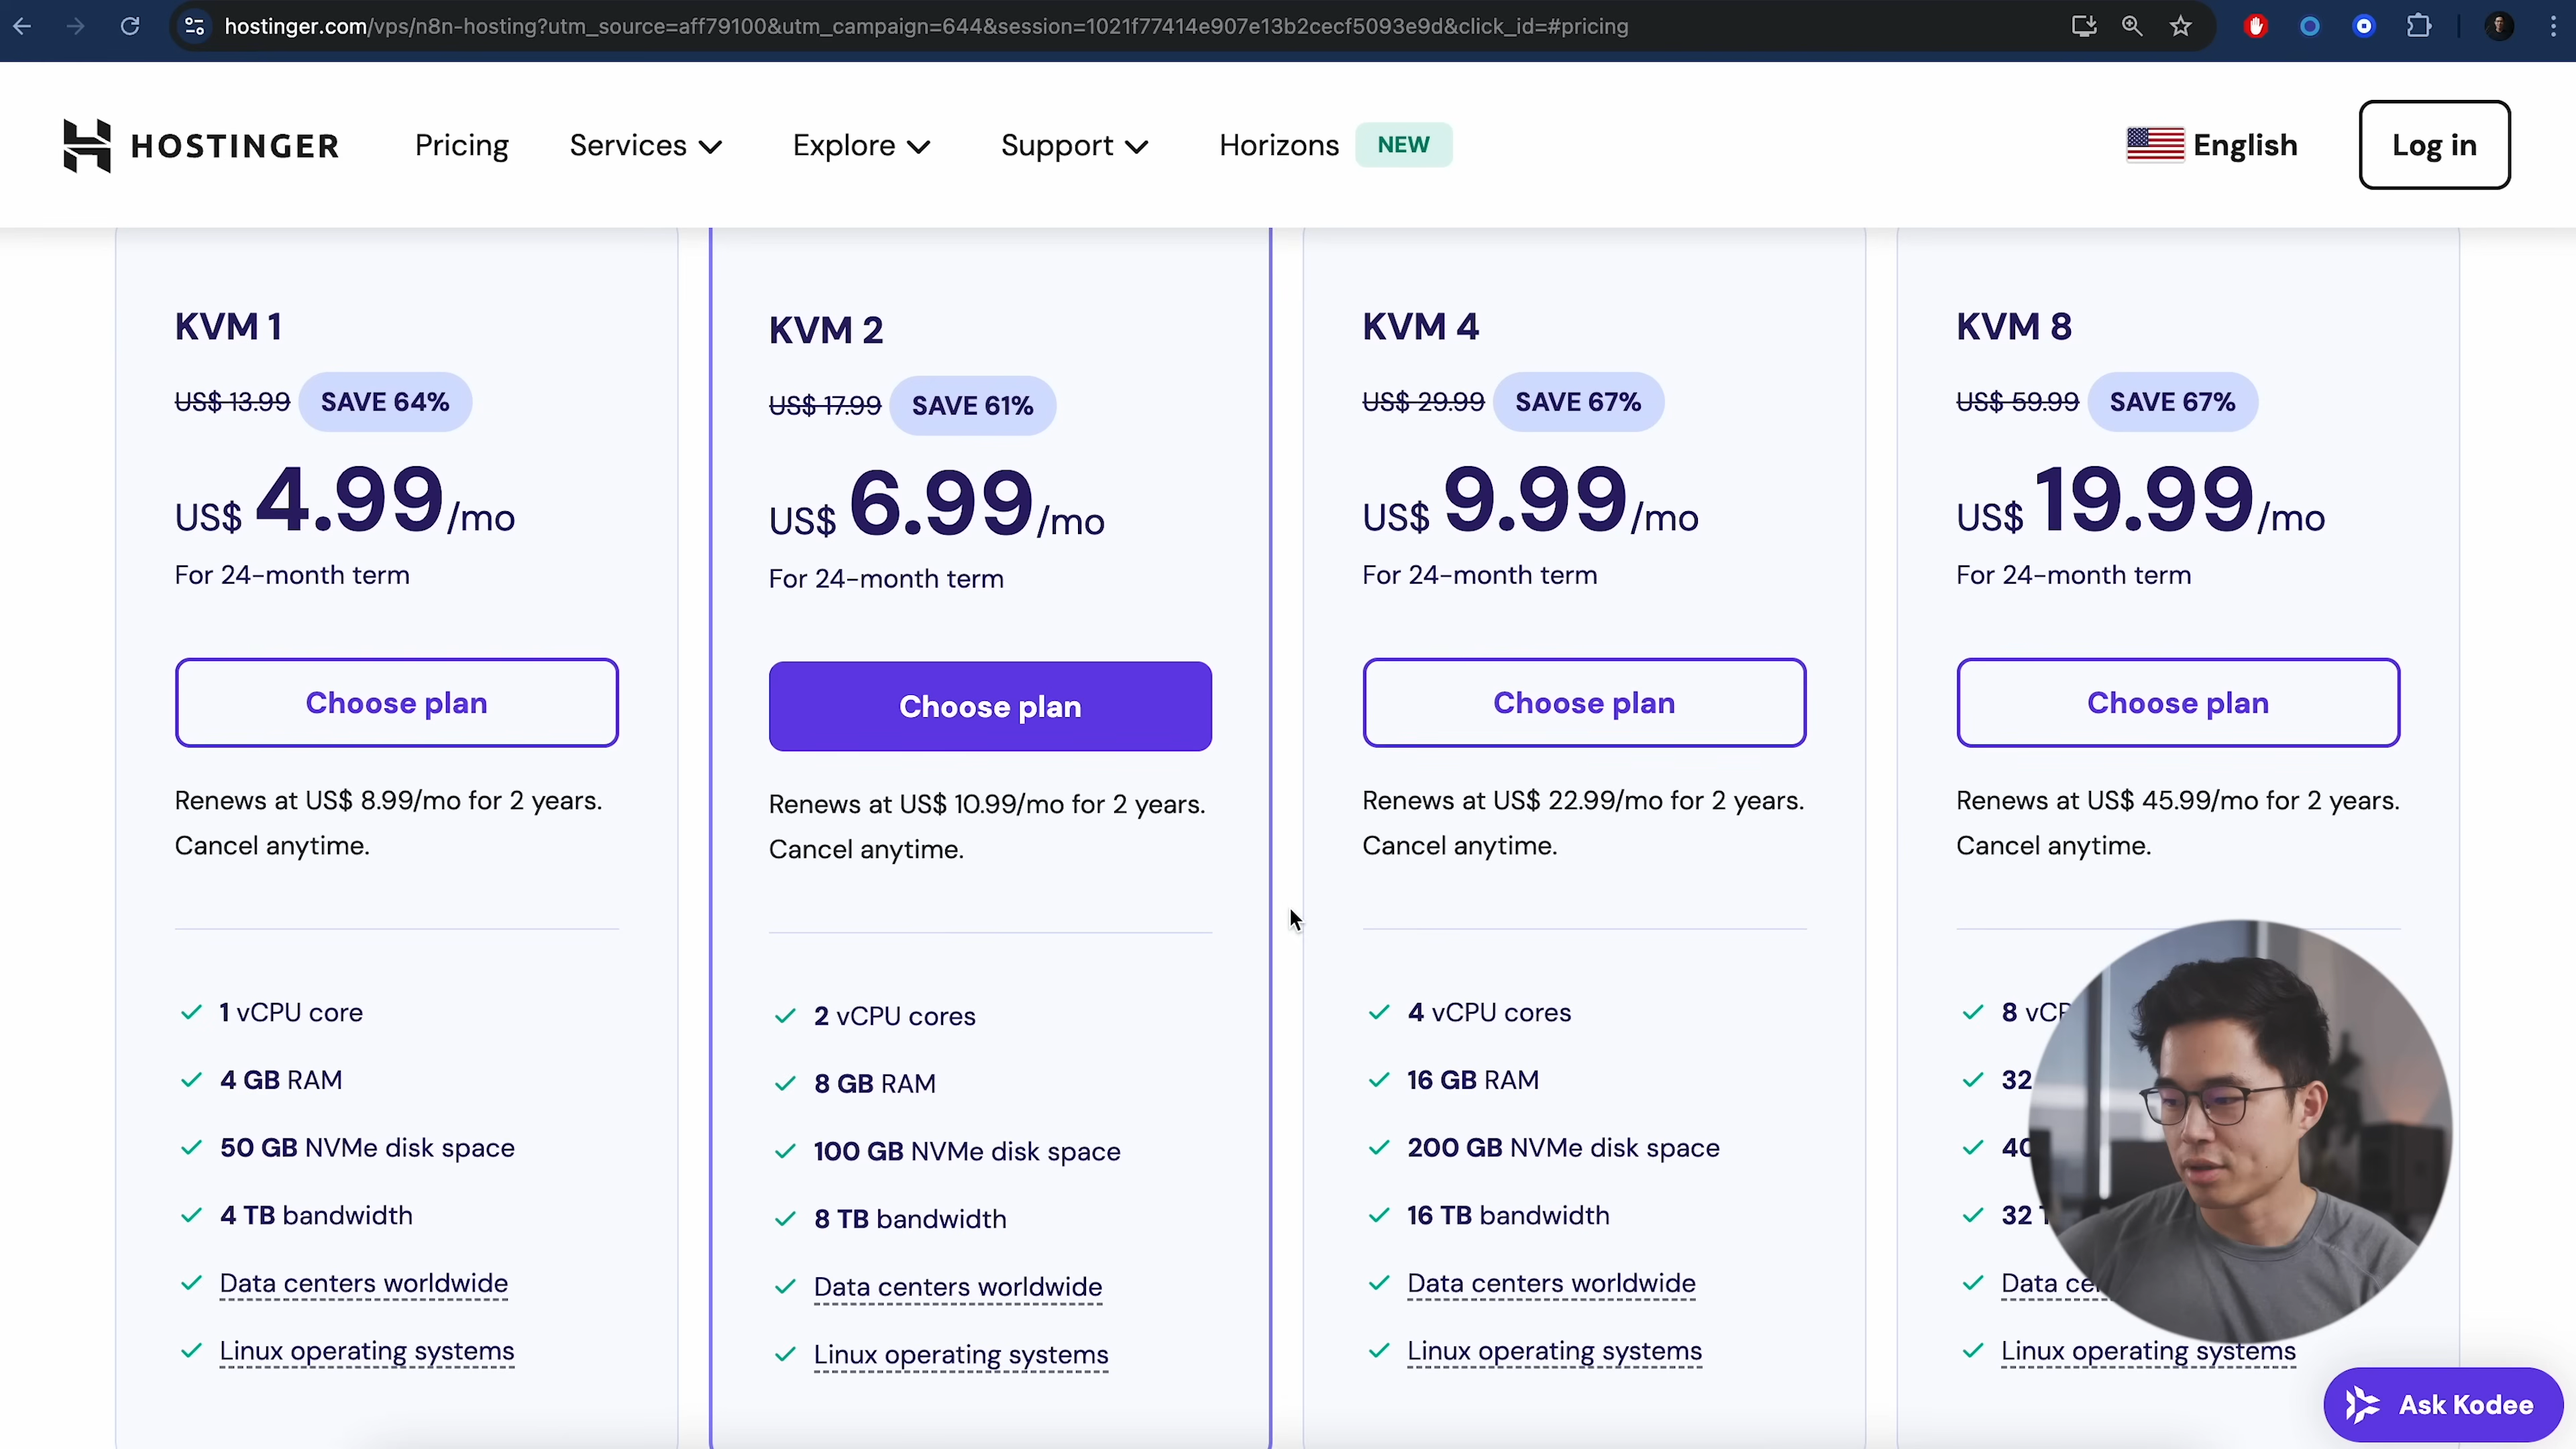 hostinger.com/vps/n8n-hosting?utm_source=aff79100&utm_campaign=644&session=1021f77414e907e13b2cecf5093e9d&click_id=#pricing
HOSTINGER
Pricing
Services
Explore
Support
Horizons
NEW
English
Log in
KVM 1
US$ 13.99 SAVE 64%
US$ 4.99/mo
For 24-month term
Choose plan
Renews at US$ 8.99/mo for 2 years.
Cancel anytime.
1 vCPU core
4 GB RAM
50 GB NVMe disk space
4 TB bandwidth
Data centers worldwide
Linux operating systems
KVM 2
US$ 17.99 SAVE 61%
US$ 6.99/mo
For 24-month term
Choose plan
Renews at US$ 10.99/mo for 2 years.
Cancel anytime.
2 vCPU cores
8 GB RAM
100 GB NVMe disk space
8 TB bandwidth
Data centers worldwide
Linux operating systems
KVM 4
US$ 29.99 SAVE 67%
US$ 9.99/mo
For 24-month term
Choose plan
Renews at US$ 22.99/mo for 2 years.
Cancel anytime.
4 vCPU cores
16 GB RAM
200 GB NVMe disk space
16 TB bandwidth
Data centers worldwide
Linux operating systems
KVM 8
US$ 59.99 SAVE 67%
US$ 19.99/mo
For 24-month term
Choose plan
Renews at US$ 45.99/mo for 2 years.
Cancel anytime.
8
32
32
Data
Linux operating systems
Ask Kodee